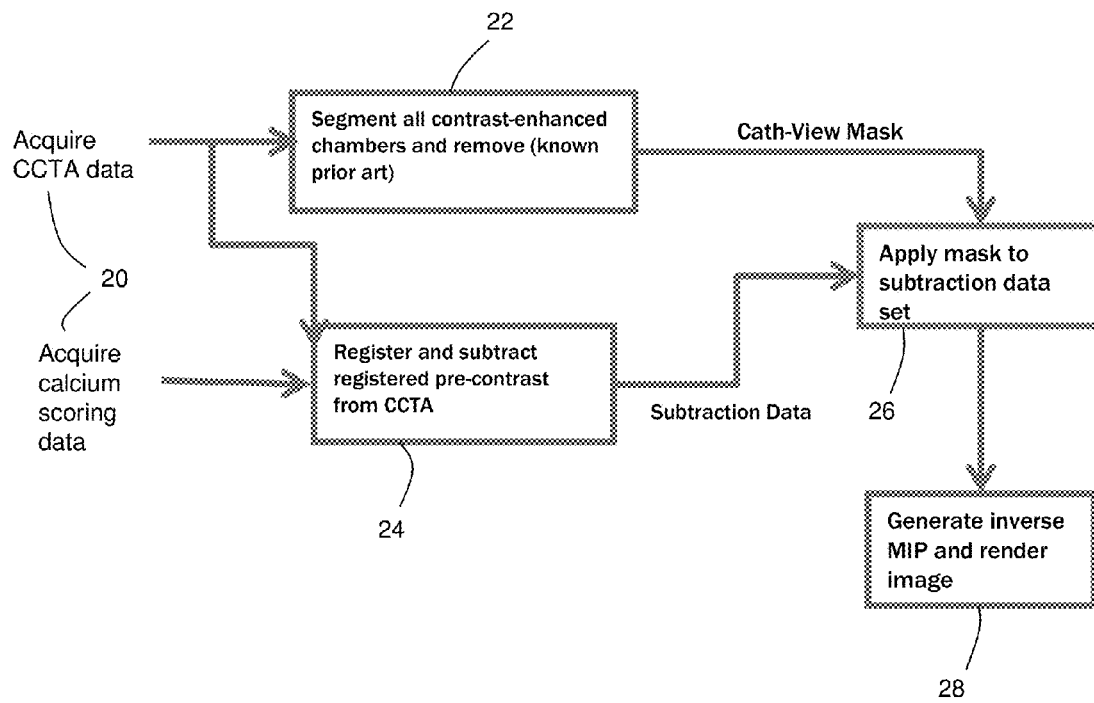 22
Segment all contrast-enhanced
chambers and remove (known
prior art)
Cath-View Mask
Acquire
CCTA data
20
Apply mask to
subtraction data
set
26
Acquire
calcium
scoring
data
Register and subtract
registered pre-contrast
from CCTA
Subtraction Data
24
Generate inverse
MIP and render
image
28